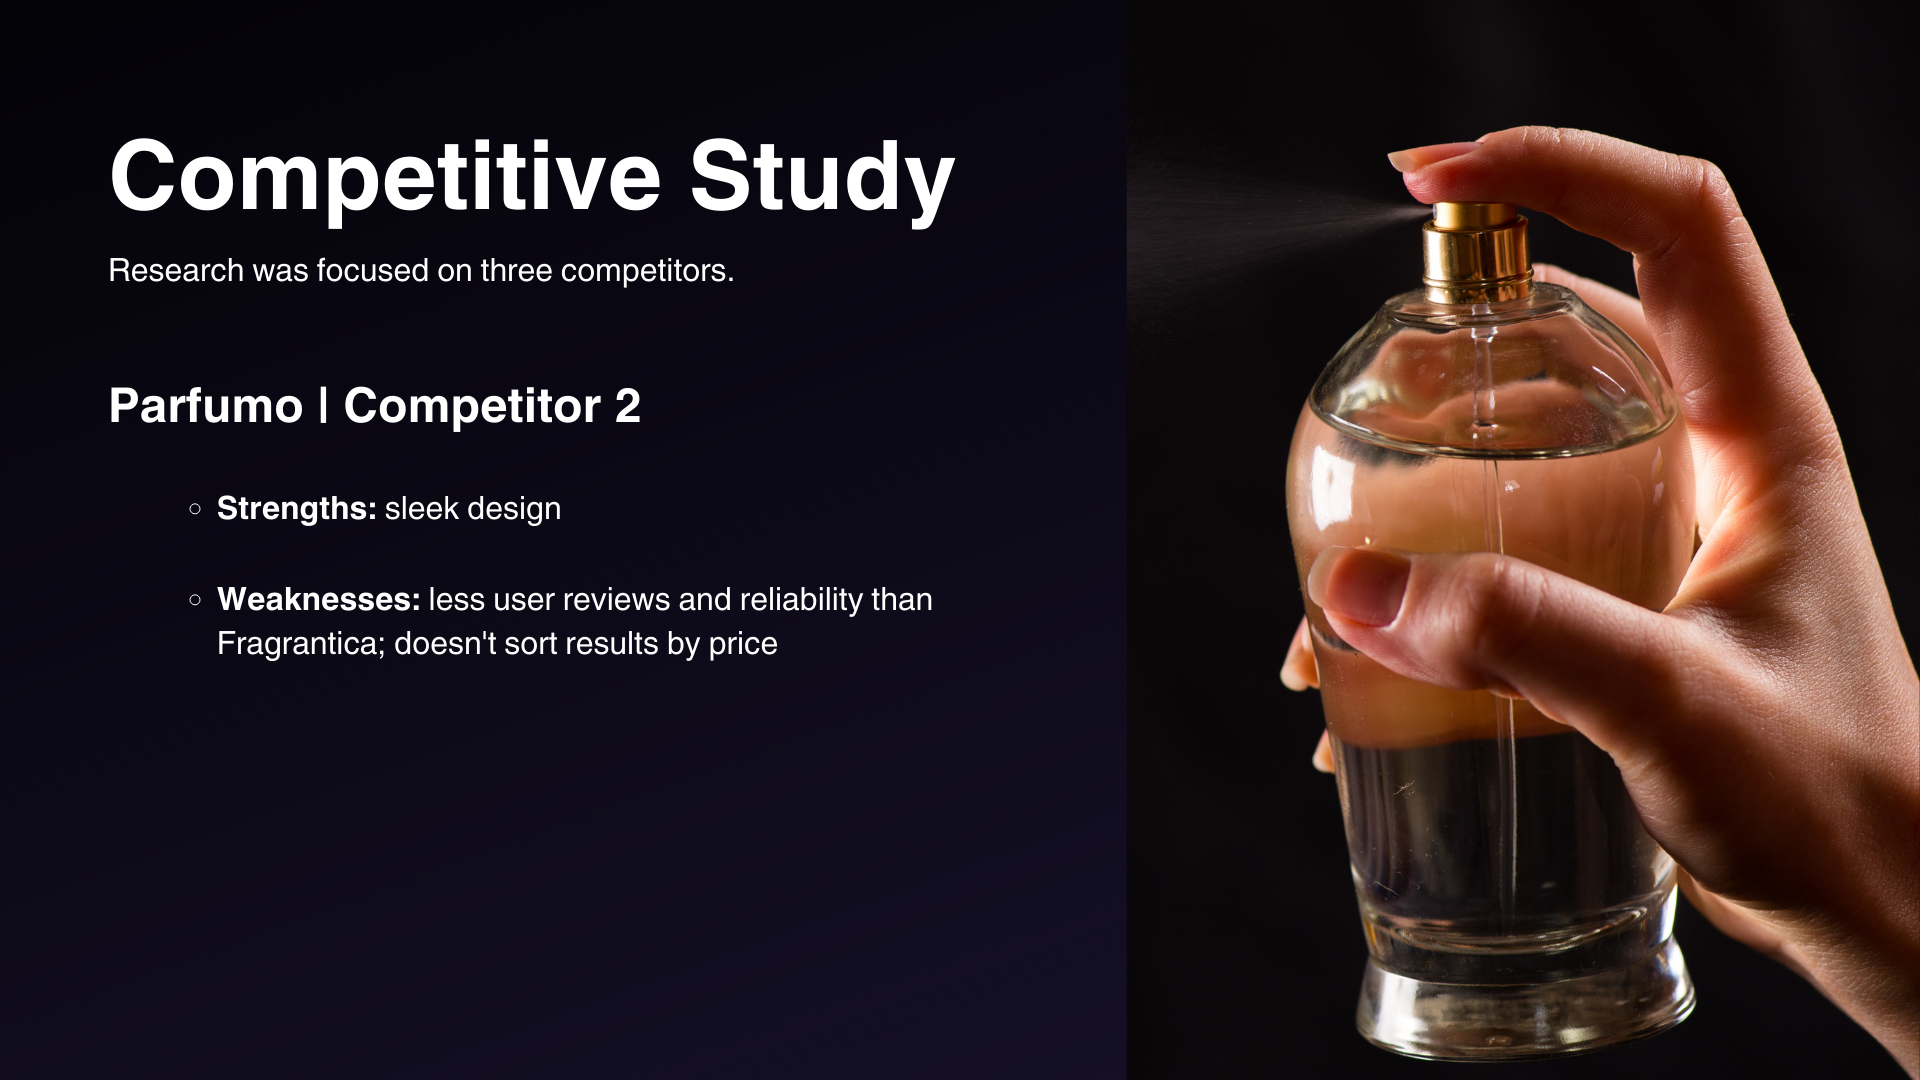 Competitive Study
Research was focused on three competitors.
Parfumo | Competitor 2
Strengths: sleek design
Weaknesses: less user reviews and reliability than
Fragrantica; doesn't sort results by price